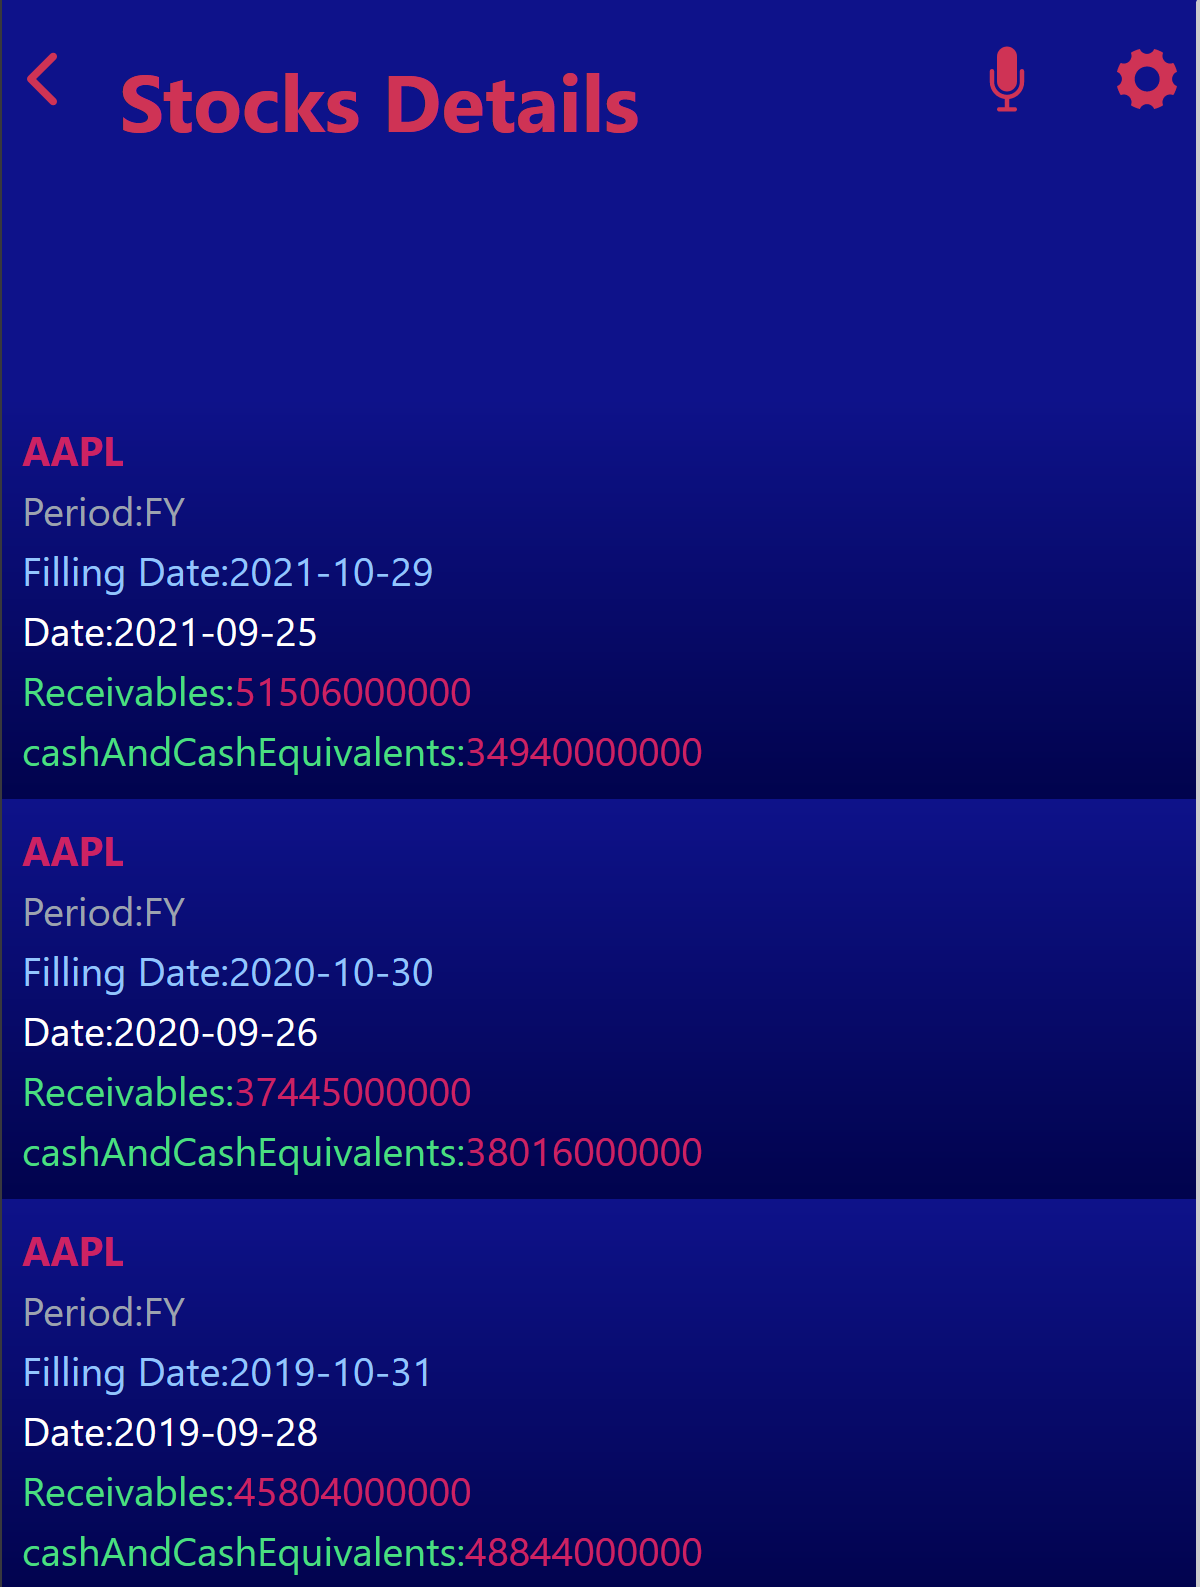 Stocks Details
AAPL
Period:FY
Filling Date:2021-10-29
Date:2021-09-25
Receivables:51506000000
cashAndCashEquivalents:34940000000
AAPL
Period:FY
Filling Date:2020-10-30
Date:2020-09-26
Receivables:37445000000
cashAndCashEquivalents:38016000000
AAPL
Period:FY
Filling Date:2019-10-31
Date:2019-09-28
Receivables:45804000000
cashAndCashEquivalents:48844000000